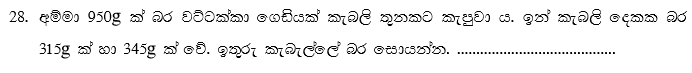 28. අම්මා 950g ක් බර වට්ටක්කා ගෙඩියක් කැබලි තුනකට කැපුවා ය. ඉන් කැබලි දෙකක බර
315g ක් හා 345g ක් වේ. ඉතුරු කැබැල්ලේ බර සොයන්න. ..........................................